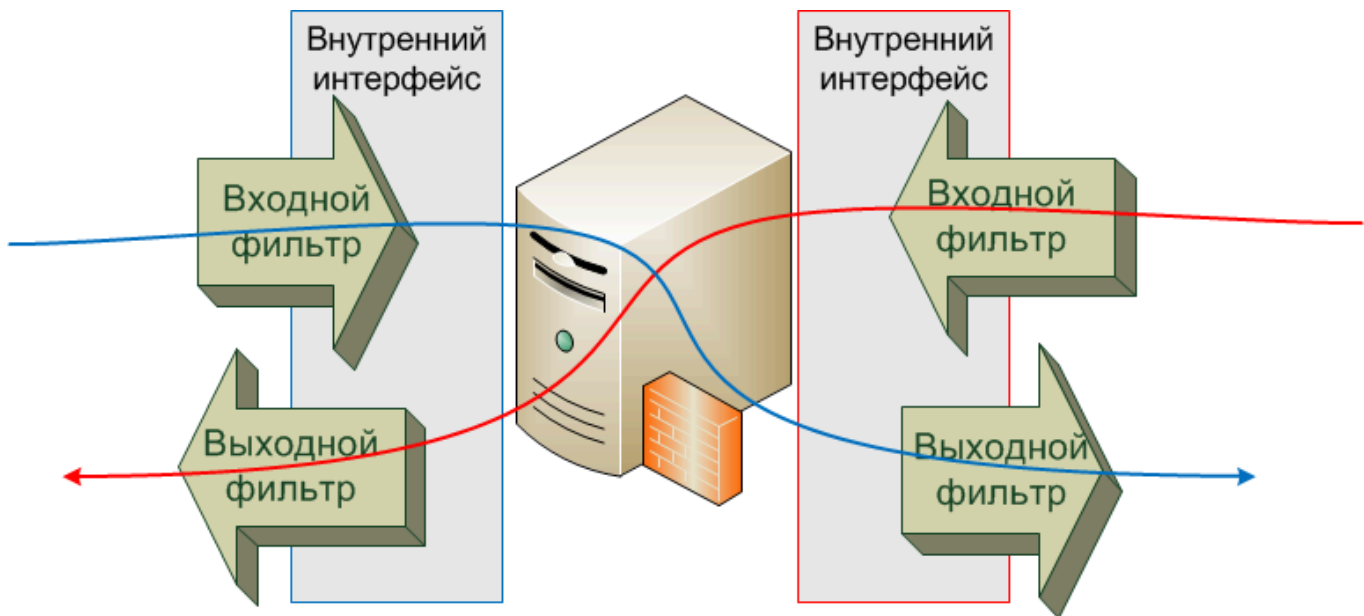 Внутренний
интерфейс
Внутренний
интерфейс
Входной
фильтр
Входной
фильтр
Выходной
фильтр
Выходной
фильтр